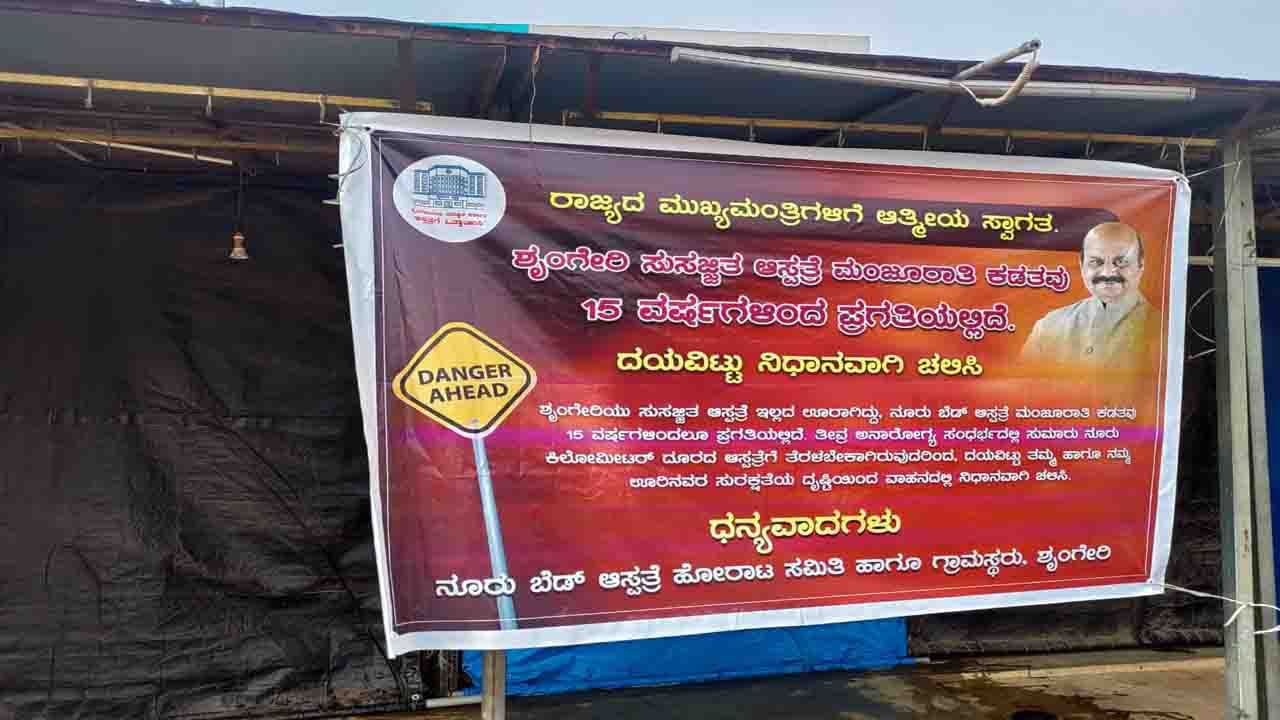 ರಾಜ್ಯದ ಮುಖ್ಯಮಂತ್ರಿಗಳಿಗೆ ಆತ್ಮೀಯ ಸ್ವಾಗತ.
ಶೃಂಗೇರಿ ಸುಸಜ್ಜಿತ ಆಸ್ಪತ್ರೆ ಮಂಜೂರಾತಿ ಕಡತವು
15 ವರ್ಷಗಳಿಂದ ಪ್ರಗತಿಯಲ್ಲಿದೆ.
ದಯವಿಟ್ಟು ನಿಧಾನವಾಗಿ ಚಲಿಸಿ
DANGER
AHEAD
ಶೃಂಗೇರಿಯು ಸುಸಜ್ಜಿತ ಆಸ್ಪತ್ರೆ ಇಲ್ಲದ ಊರಾಗಿದ್ದು, ನೂರು ಬೆಡ್ ಆಸ್ಪತ್ರೆ ಮಂಜೂರಾತಿ ಕಡತವು
15 ವರ್ಷಗಳಿಂದಲೂ ಪ್ರಗತಿಯಲ್ಲಿದೆ. ತೀವ್ರ ಅನಾರೋಗ್ಯ ಸಂಧರ್ಭದಲ್ಲಿ ಸುಮಾರು ನೂರು
ಕಿಲೋಮೀಟರ್ ದೂರದ ಆಸ್ಪತ್ರೆಗೆ ತೆರಳಬೇಕಾಗಿರುವುದರಿಂದ, ದಯವಿಟ್ಟು ತಮ್ಮ ಹಾಗೂ ನಮ್ಮ
ಊರಿನವರ ಸುರಕ್ಷತೆಯ ದೃಷ್ಟಿಯಿಂದ ವಾಹನದಲ್ಲಿ ನಿಧಾನವಾಗಿ ಚಲಿಸಿ.
ಧನ್ಯವಾದಗಳು
ನೂರು ಬೆಡ್ ಆಸ್ಪತ್ರೆ ಹೋರಾಟ ಸಮಿತಿ ಹಾಗೂ ಗ್ರಾಮಸ್ಥರು. ಶೃಂಗೇರಿ